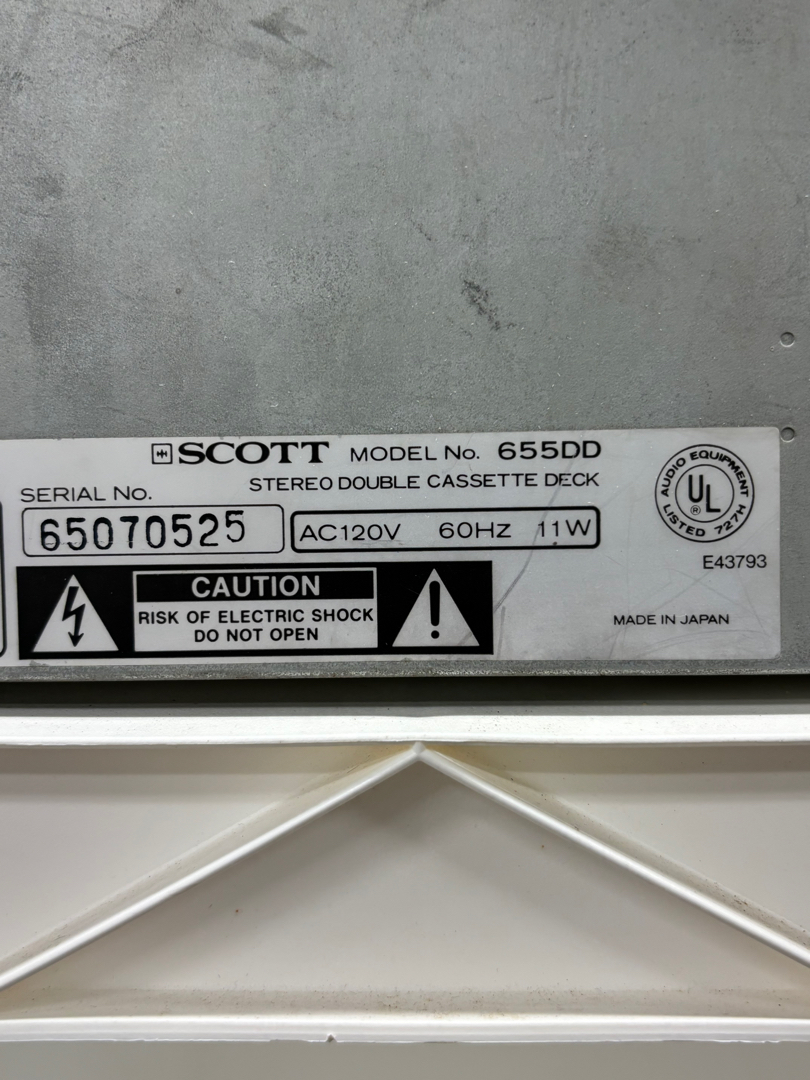 SCOTT MODEL No. 655DD
STEREO DOUBLE CASSETTE DECK
SERIAL No.
65070525
AC120V 60HZ 11W
CAUTION
RISK OF ELECTRIC SHOCK
DO NOT OPEN
AUDIO EQUIPMENT
UL
®
LISTED 727H
E43793
MADE IN JAPAN